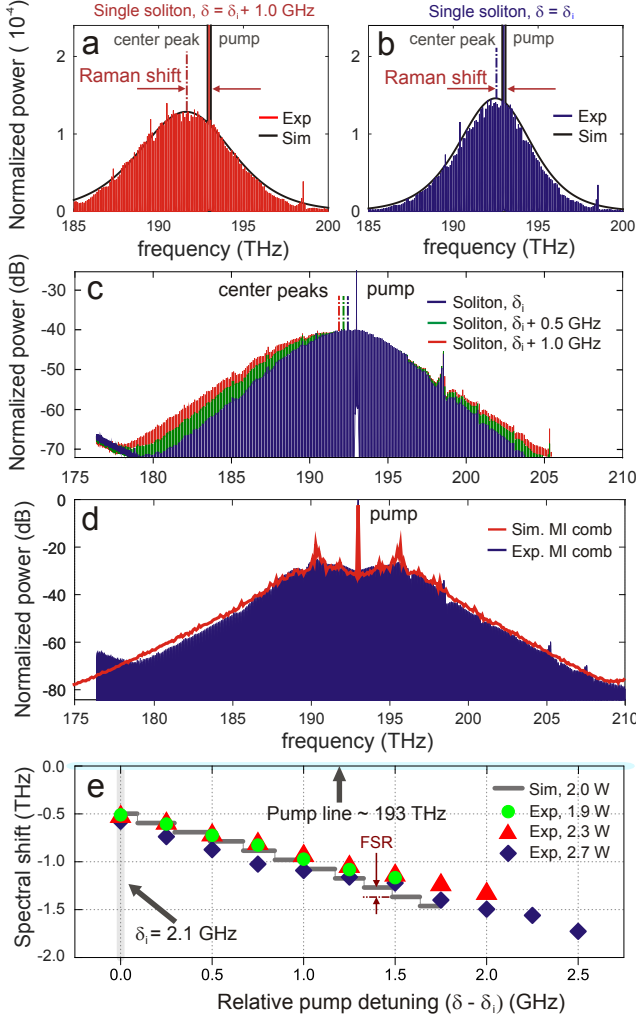 Single soliton, δ = δᵢ + 1.0 GHz
Single soliton, δ = δᵢ
Normalized power ( 10⁻⁴)
a
center peak
pump
Raman shift
Exp
Sim
2
1
0
185
190
195
200
frequency (THz)
b
center peak
pump
Raman shift
Exp
Sim
2
1
0
185
190
195
200
frequency (THz)
Normalized power (dB)
c
center peaks
pump
Soliton, δᵢ
Soliton, δᵢ + 0.5 GHz
Soliton, δᵢ + 1.0 GHz
-30
-40
-50
-60
-70
175
180
185
190
195
200
205
210
Normalized power (dB)
d
pump
Sim. MI comb
Exp. MI comb
0
-20
-40
-60
-80
175
180
185
190
195
200
205
210
frequency (THz)
Spectral shift (THz)
e
Pump line ~ 193 THz
FSR
δᵢ = 2.1 GHz
Sim, 2.0 W
Exp, 1.9 W
Exp, 2.3 W
Exp, 2.7 W
0.0
-0.5
-1.0
-1.5
-2.0
0.0
0.5
1.0
1.5
2.0
2.5
Relative pump detuning (δ - δᵢ) (GHz)